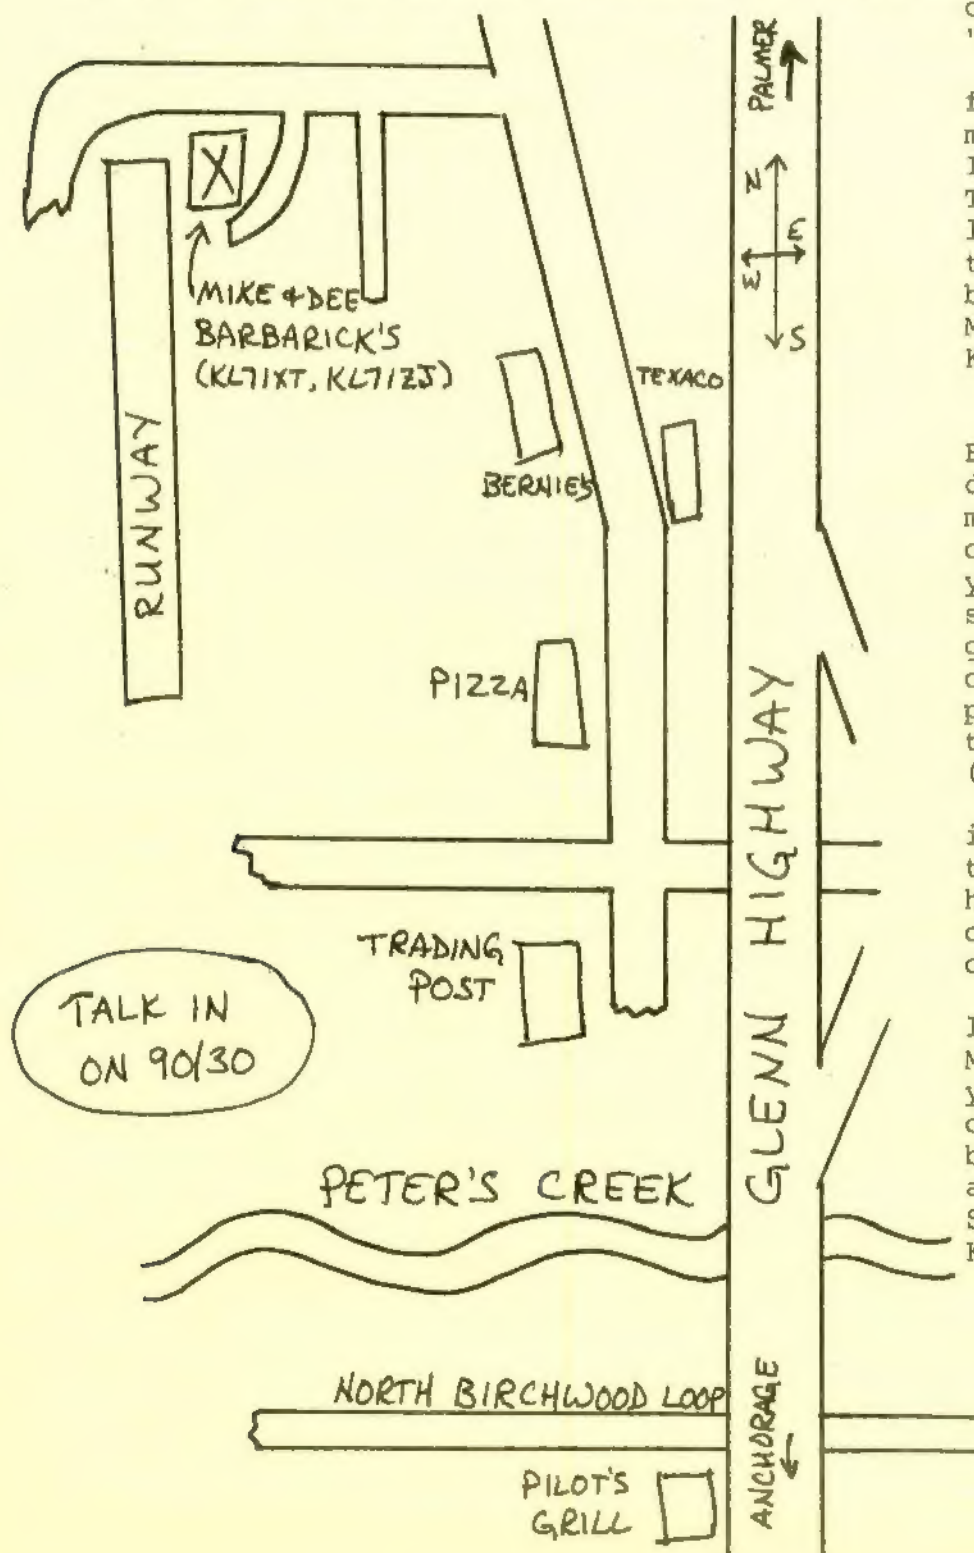 PALMER
N
W E
S
X
MIKE & DEE
BARBARICK'S
(KL7IXT, KL7IZJ)
TEXACO
RUNWAY
BERNIE'S
PIZZA
GLENN HIGHWAY
TRADING
POST
TALK IN
ON 90/30
PETER'S CREEK
NORTH BIRCHWOOD LOOP
ANCHORAGE
PILOT'S
GRILL